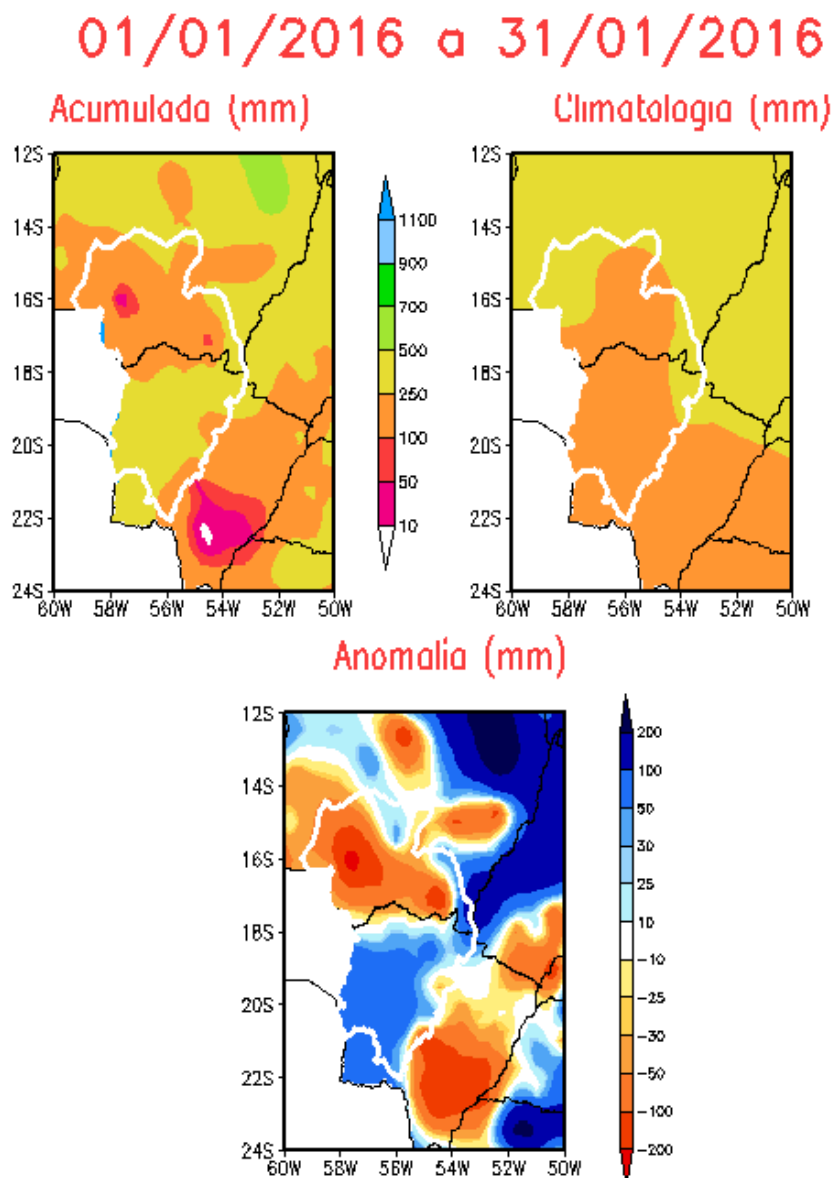 01/01/2016 a 31/01/2016
Acumulada (mm)
Climatologia (mm)
12S
14S
16S
18S
20S
22S
24S
60W 58W 56W 54W 52W 50W
1100
900
700
500
250
100
50
10
12S
14S
16S
18S
20S
22S
24S
60W 58W 56W 54W 52W 50W
Anomalia (mm)
12S
14S
16S
18S
20S
22S
24S
60W 58W 56W 54W 52W 50W
200
100
50
30
25
10
-10
-25
-30
-50
-100
-200